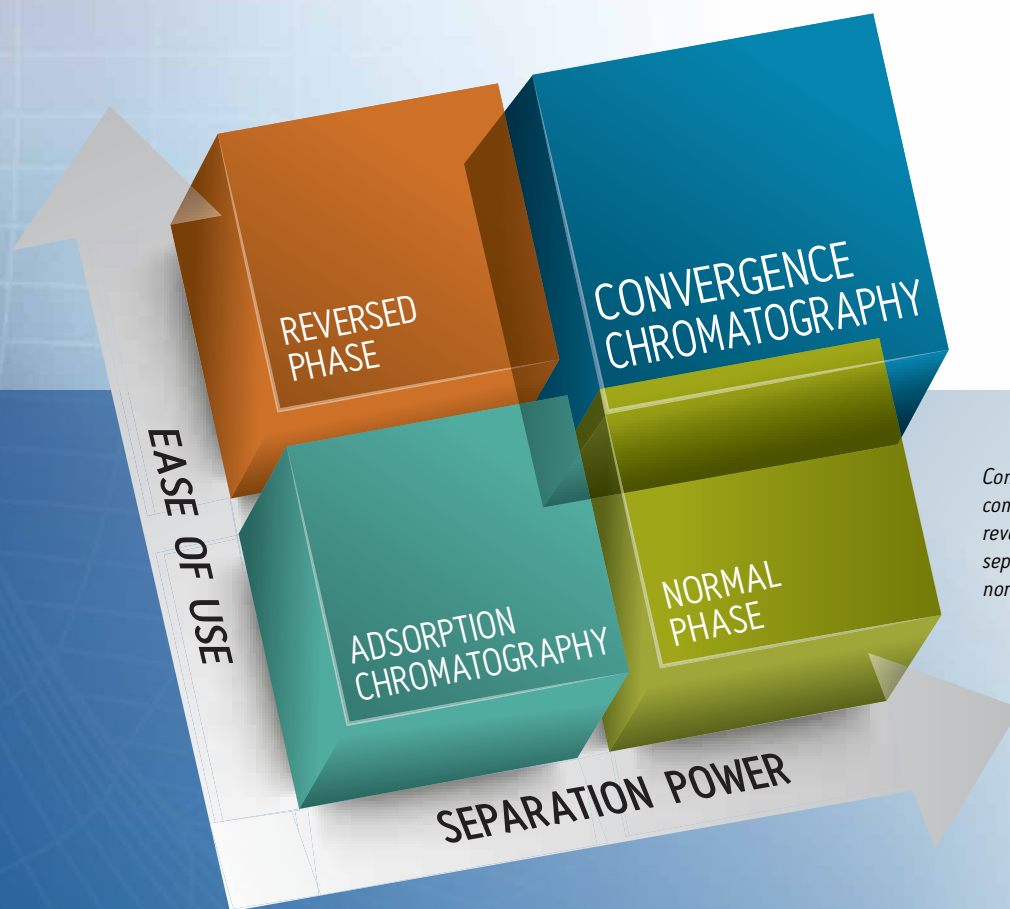 REVERSED
PHASE
CONVERGENCE
CHROMATOGRAPHY
EASE OF USE
ADSORPTION
CHROMATOGRAPHY
NORMAL
PHASE
SEPARATION POWER